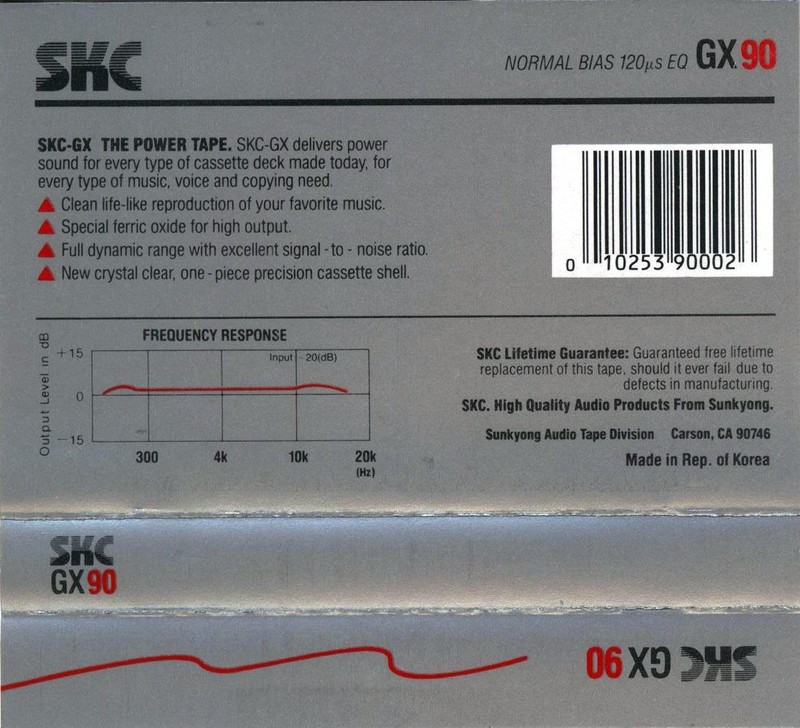 SKC
NORMAL BIAS 120µs EQ GX.90
SKC-GX THE POWER TAPE. SKC-GX delivers power
sound for every type of cassette deck made today, for
every type of music, voice and copying need.
Clean life-like reproduction of your favorite music.
Special ferric oxide for high output.
Full dynamic range with excellent signal - to - noise ratio.
New crystal clear, one - piece precision cassette shell.
0 10253 90002
FREQUENCY RESPONSE
Output Level in dB
+15
0
-15
Input - 20(dB)
300 4k 10k 20k
(Hz)
SKC Lifetime Guarantee: Guaranteed free lifetime
replacement of this tape, should it ever fail due to
defects in manufacturing.
SKC. High Quality Audio Products From Sunkyong.
Sunkyong Audio Tape Division Carson, CA 90746
Made in Rep. of Korea
SKC
GX90
SKC GX 90